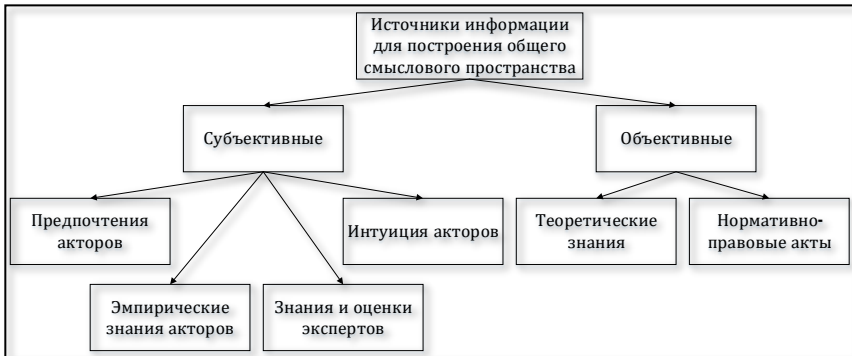 Источники информации
для построения общего
смыслового пространства
Субъективные
Объективные
Предпочтения
акторов
Интуиция акторов
Теоретические
знания
Нормативно-
правовые акты
Эмпирические
знания акторов
Знания и оценки
экспертов